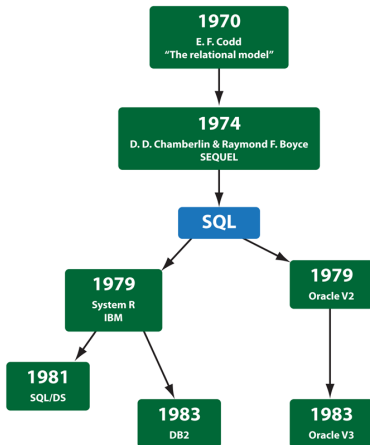 1970
E. F. Codd
“The relational model”
1974
D. D. Chamberlin & Raymond F. Boyce
SEQUEL
SQL
1979
System R
IBM
1979
Oracle V2
1981
SQL/DS
1983
DB2
1983
Oracle V3